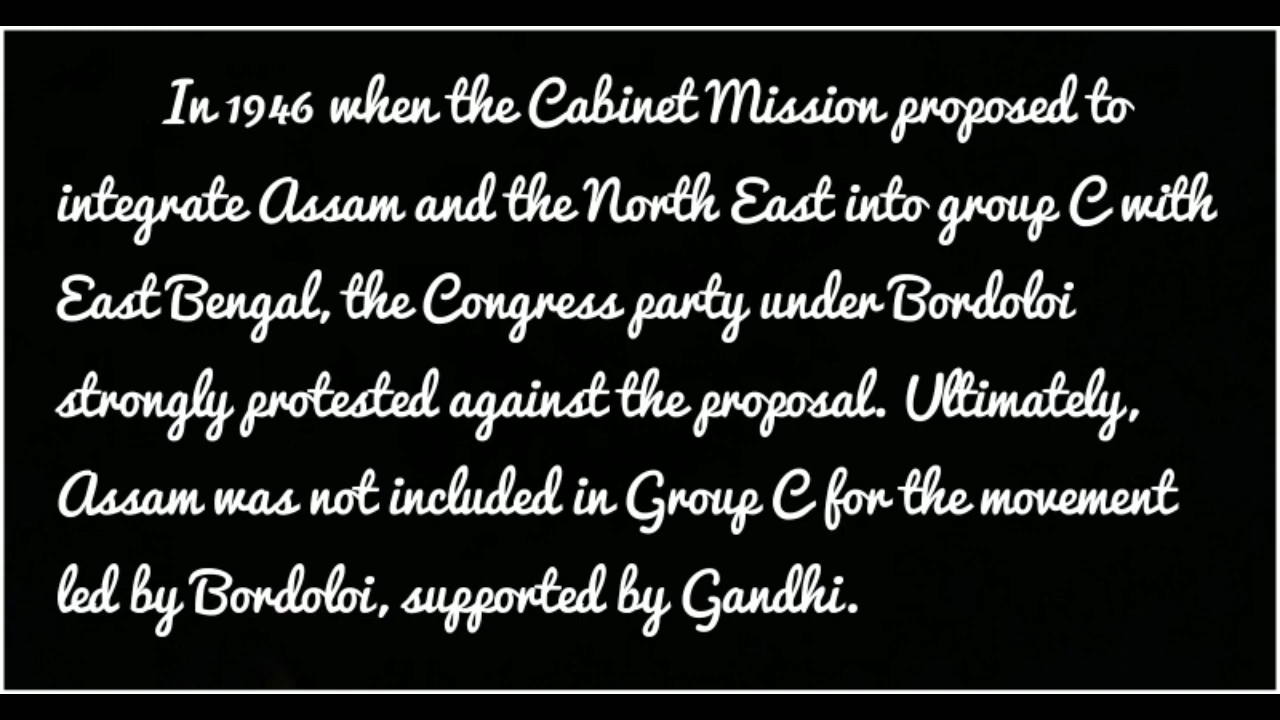 In 1946 when the Cabinet Mission proposed to
integrate Assam and the North East into group C with
East Bengal, the Congress party under Bordoloi
strongly protested against the proposal. Ultimately,
Assam was not included in Group C for the movement
led by Bordoloi, supported by Gandhi.